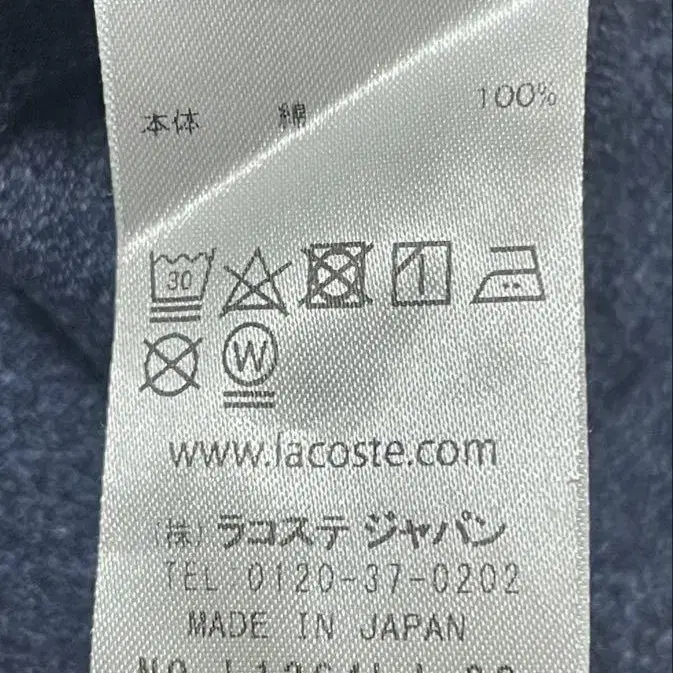 本体 綿 100%
30
W
www.lacoste.com
(株) ラコステ ジャパン
TEL 0120-37-0202
MADE IN JAPAN